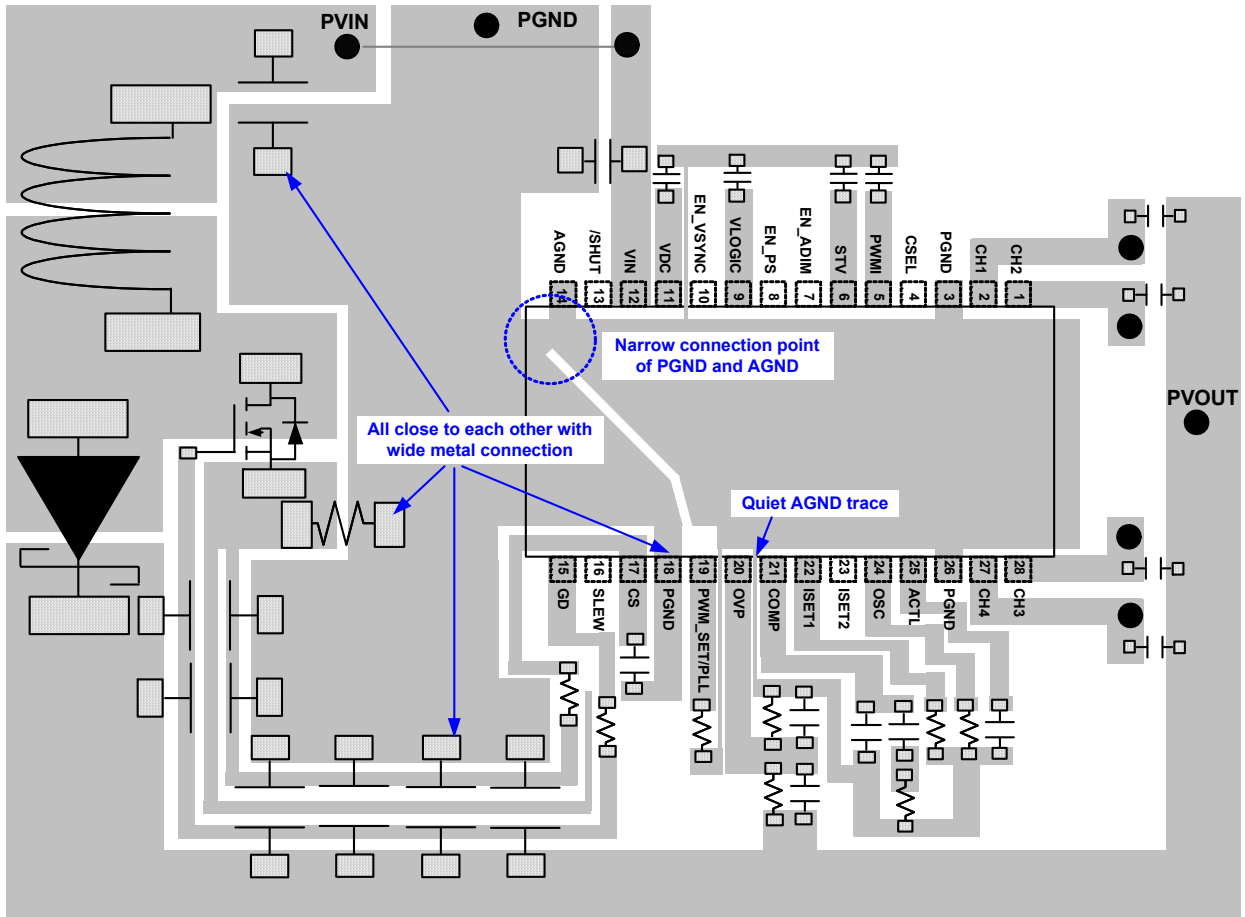 PVIN
PGND
AGND
/SHUT
VIN
VDC
EN_VSYNC
VLOGIC
EN_PS
EN_ADIM
STV
PWMI
CSEL
PGND
CH1
CH2
14
13
12
11
10
9
8
7
6
5
4
3
2
1
Narrow connection point
of PGND and AGND
PVOUT
All close to each other with
wide metal connection
Quiet AGND trace
15
16
17
18
19
20
21
22
23
24
25
26
27
28
GD
SLEW
CS
PGND
PWM_SET/PLL
OVP
COMP
ISET1
ISET2
OSC
ACTL
PGND
CH4
CH3